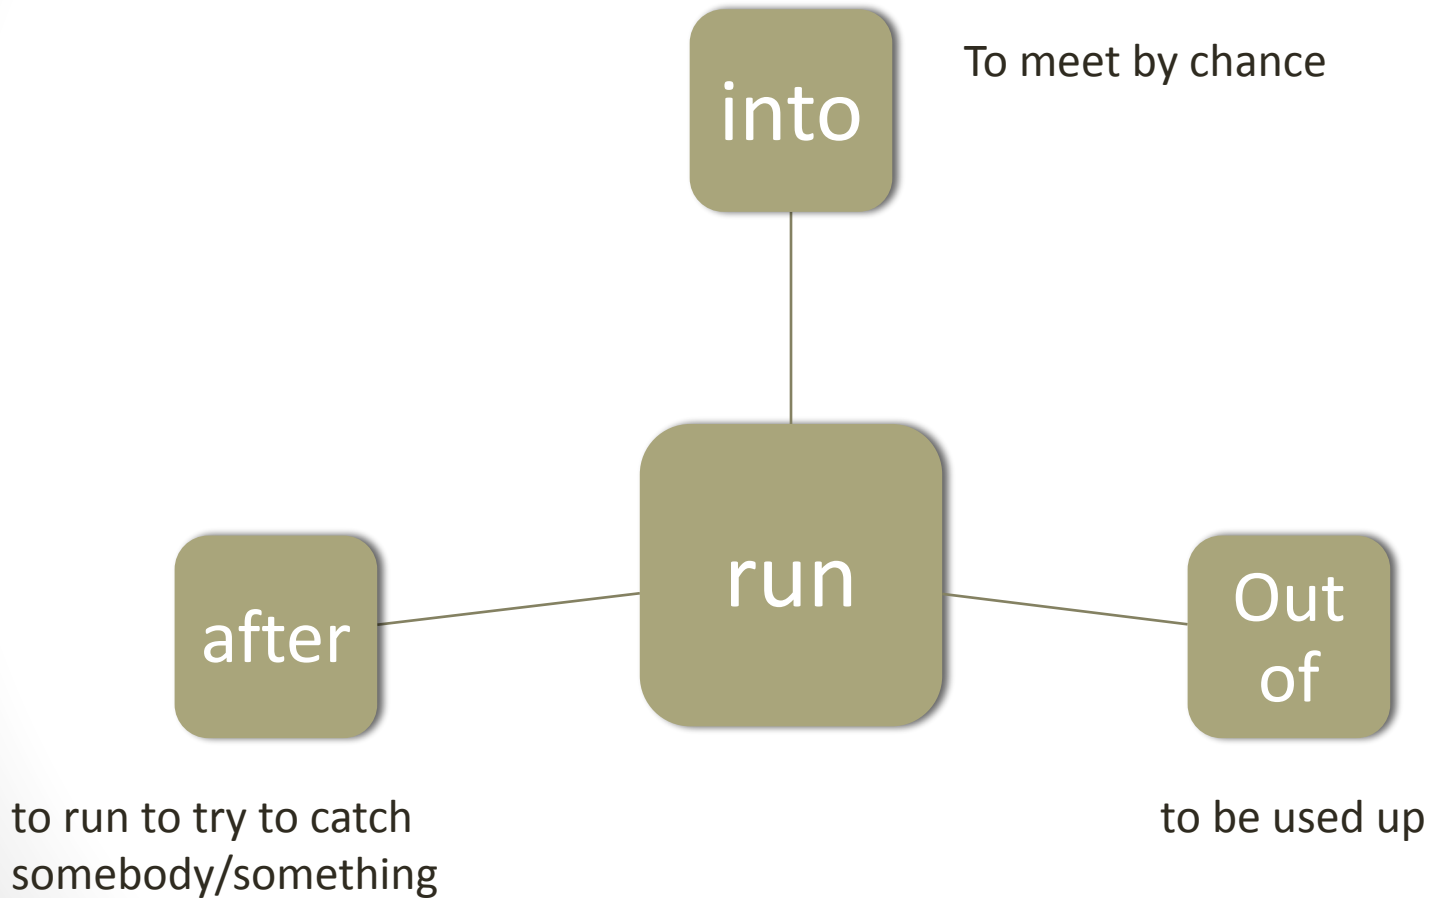 into
To meet by chance
run
after
Out
of
to run to try to catch
somebody/something
to be used up